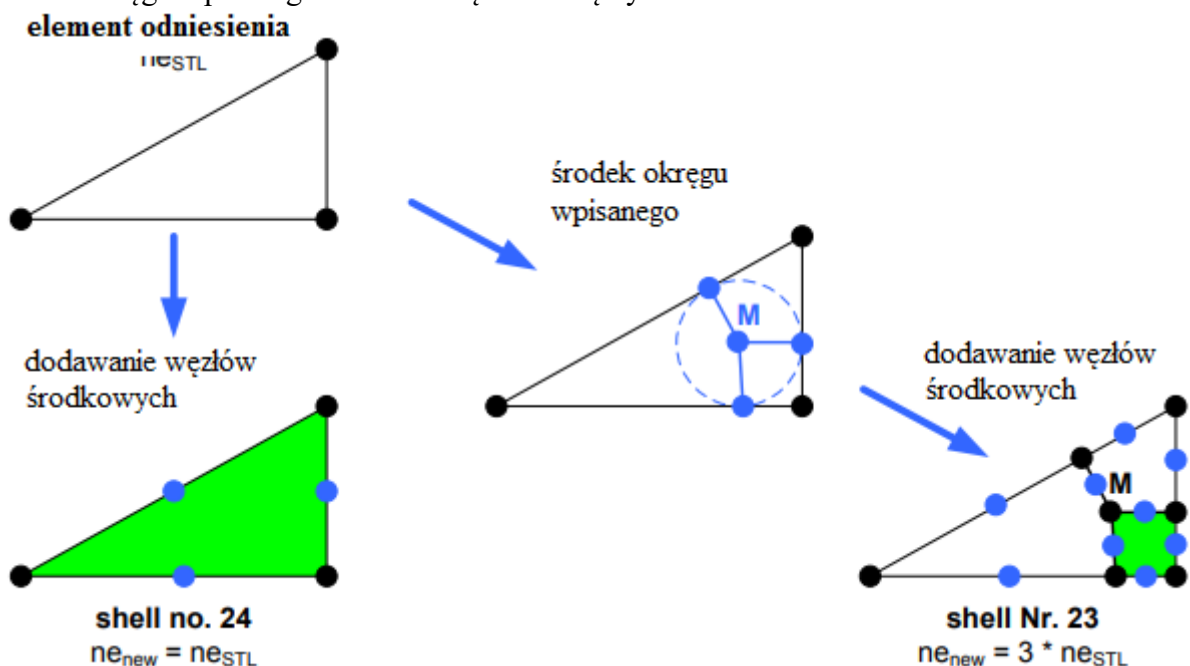 element odniesienia
ne_STL
środek okręgu
wpisanego
M
dodawanie węzłów
środkowych
dodawanie węzłów
środkowych
M
shell no. 24
ne_new = ne_STL
shell Nr. 23
ne_new = 3 * ne_STL